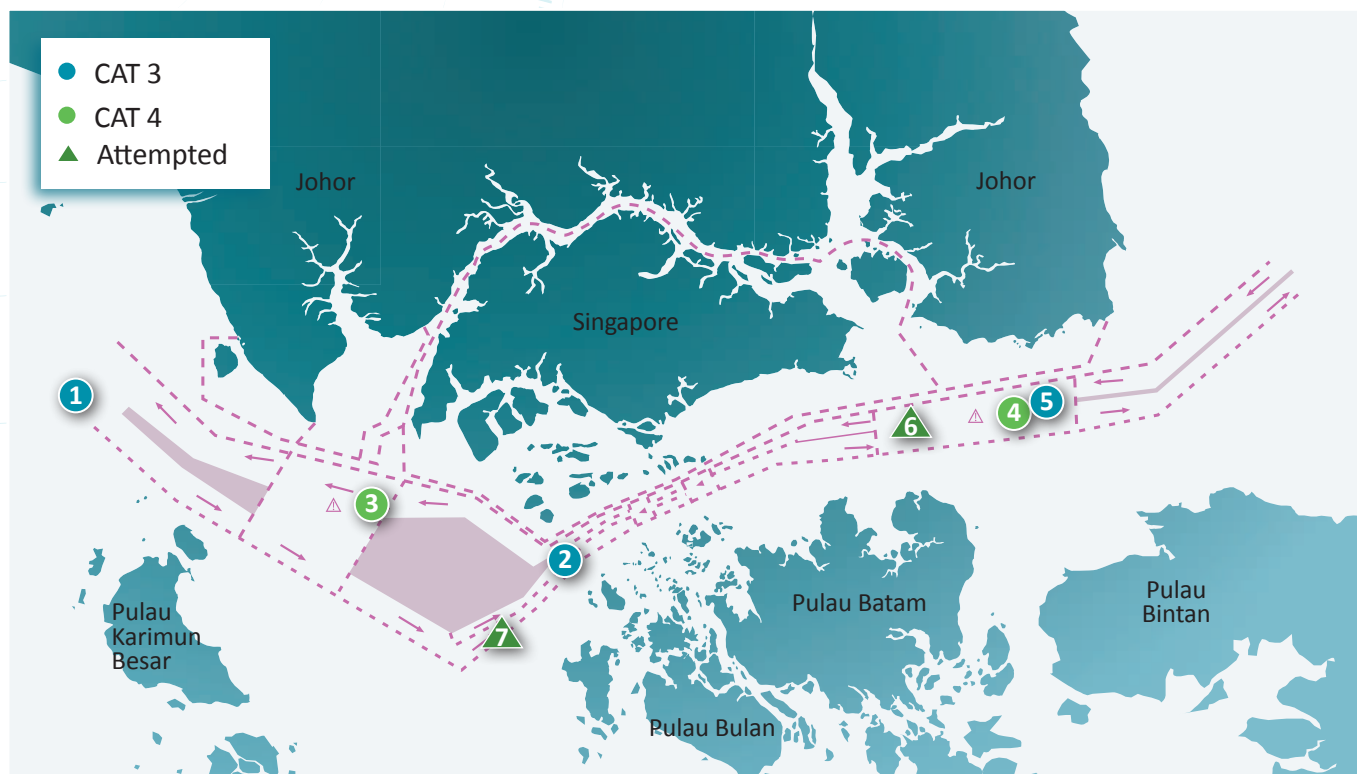 CAT 3
CAT 4
Attempted
Johor
Johor
Singapore
1
5
4
6
3
2
7
Pulau Batam
Pulau
Bintan
Pulau
Karimun
Besar
Pulau Bulan